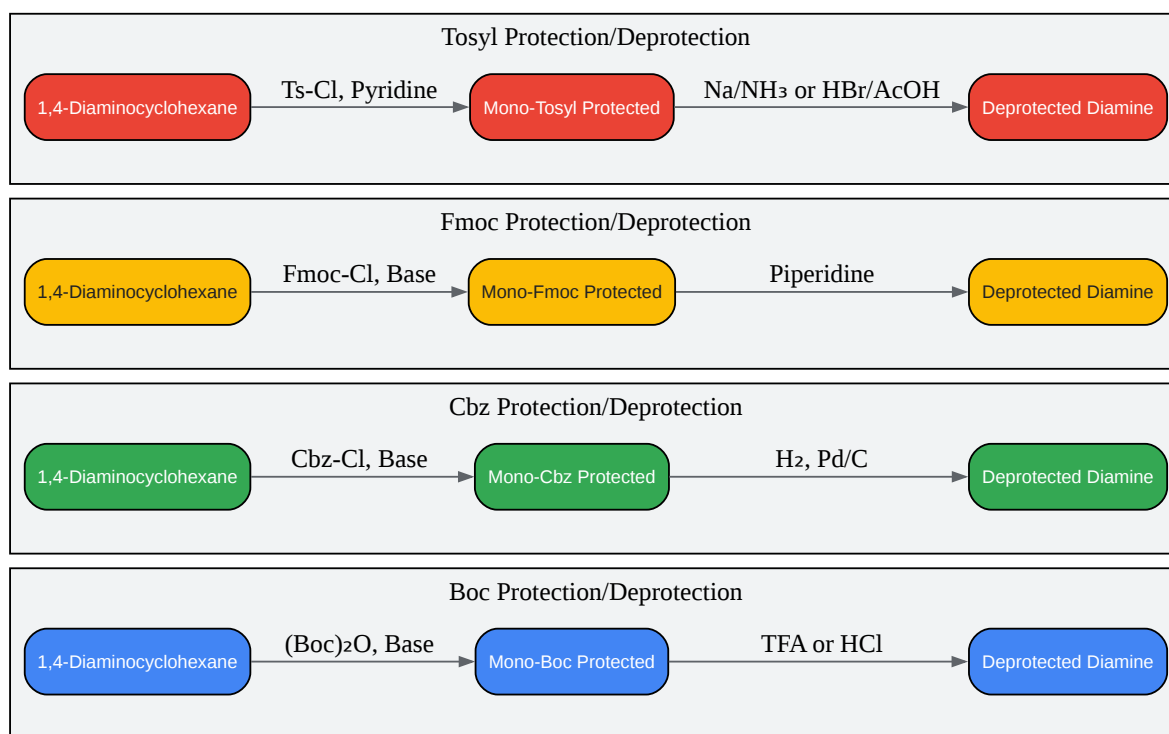 Tosyl Protection/Deprotection
1,4-Diaminocyclohexane
Ts-Cl, Pyridine
Mono-Tosyl Protected
Na/NH₃ or HBr/AcOH
Deprotected Diamine
Fmoc Protection/Deprotection
1,4-Diaminocyclohexane
Fmoc-Cl, Base
Mono-Fmoc Protected
Piperidine
Deprotected Diamine
Cbz Protection/Deprotection
1,4-Diaminocyclohexane
Cbz-Cl, Base
Mono-Cbz Protected
H₂, Pd/C
Deprotected Diamine
Boc Protection/Deprotection
1,4-Diaminocyclohexane
(Boc)₂O, Base
Mono-Boc Protected
TFA or HCl
Deprotected Diamine